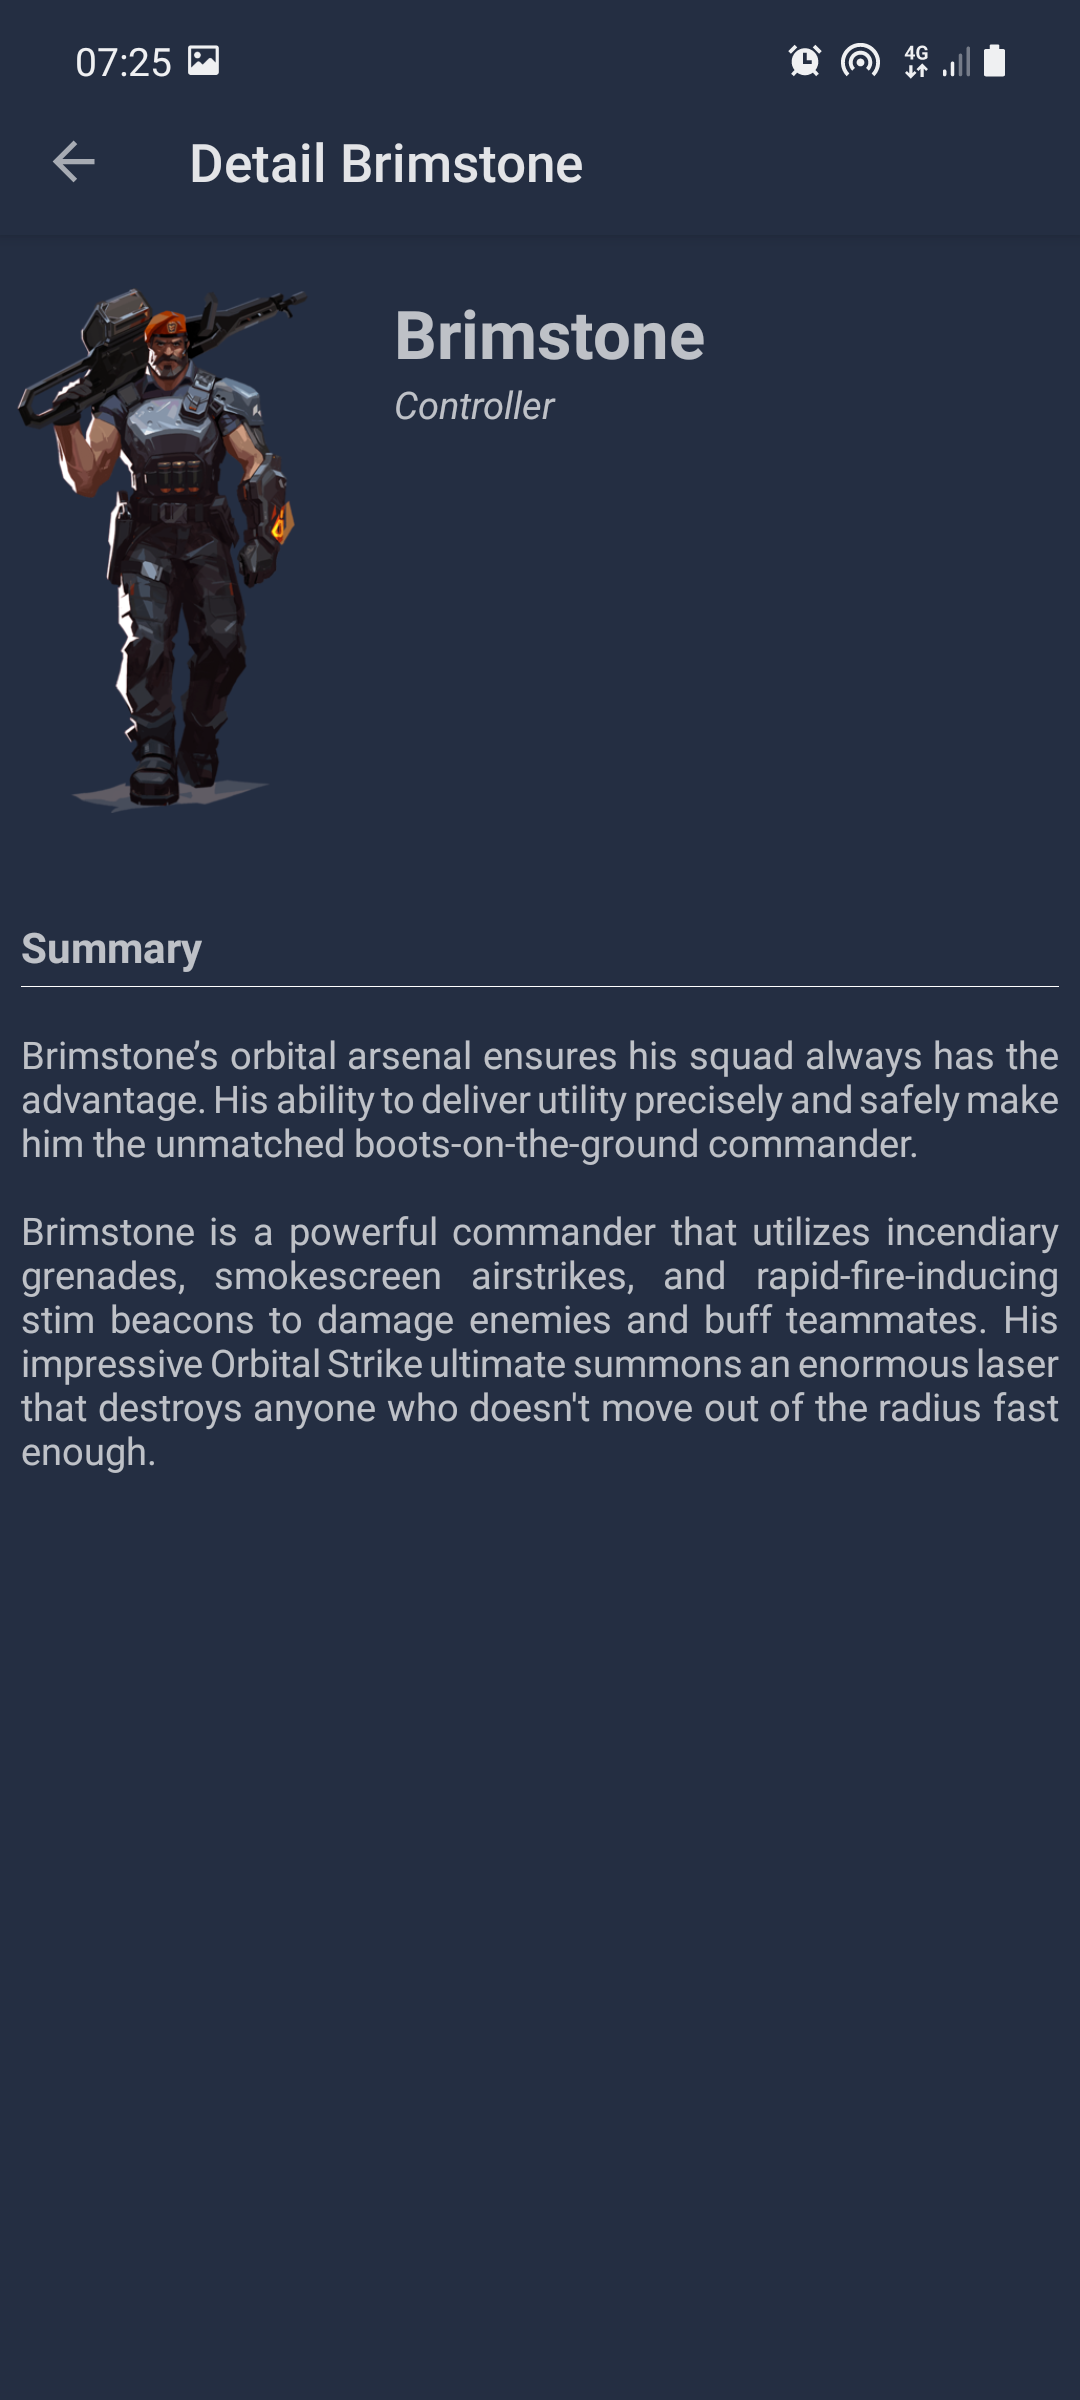 07:25
4G
Detail Brimstone
Brimstone
Controller
Summary
Brimstone’s orbital arsenal ensures his squad always has the
advantage. His ability to deliver utility precisely and safely make
him the unmatched boots-on-the-ground commander.
Brimstone is a powerful commander that utilizes incendiary
grenades, smokescreen airstrikes, and rapid-fire-inducing
stim beacons to damage enemies and buff teammates. His
impressive Orbital Strike ultimate summons an enormous laser
that destroys anyone who doesn't move out of the radius fast
enough.